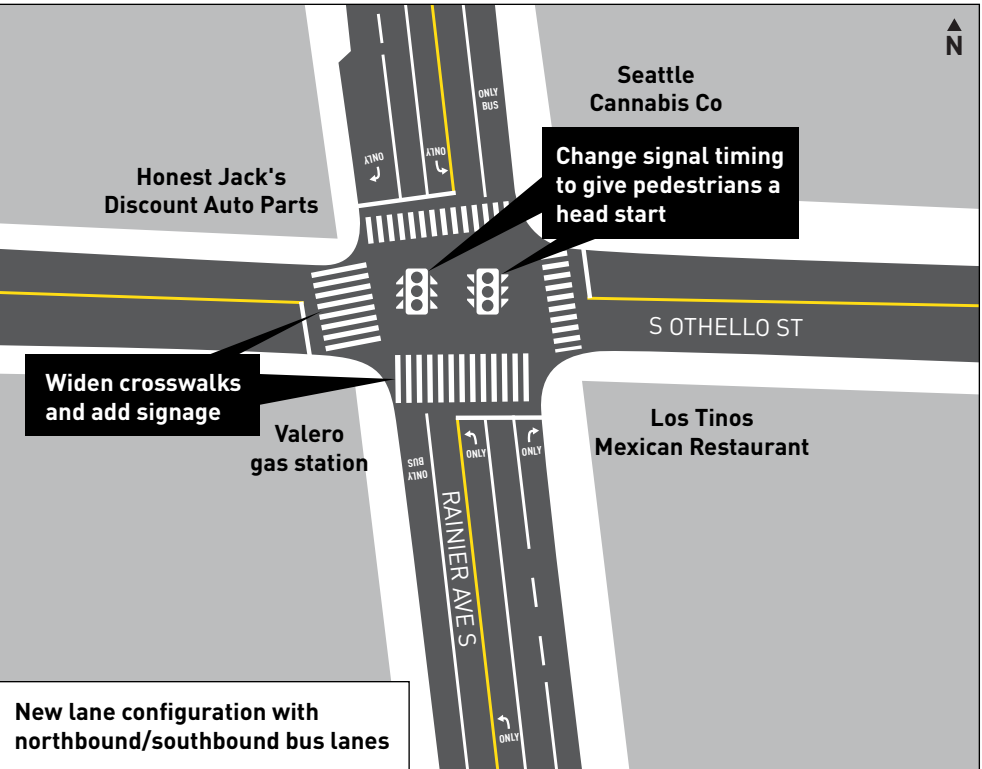 N
Seattle
Cannabis Co
ONLY
BUS
Change signal timing
to give pedestrians a
head start
ONLY
ONLY
Honest Jack's
Discount Auto Parts
S OTHELLO ST
Widen crosswalks
and add signage
Valero
gas station
Los Tinos
Mexican Restaurant
ONLY
BUS
ONLY
ONLY
RAINIER AVE S
ONLY
New lane configuration with
northbound/southbound bus lanes